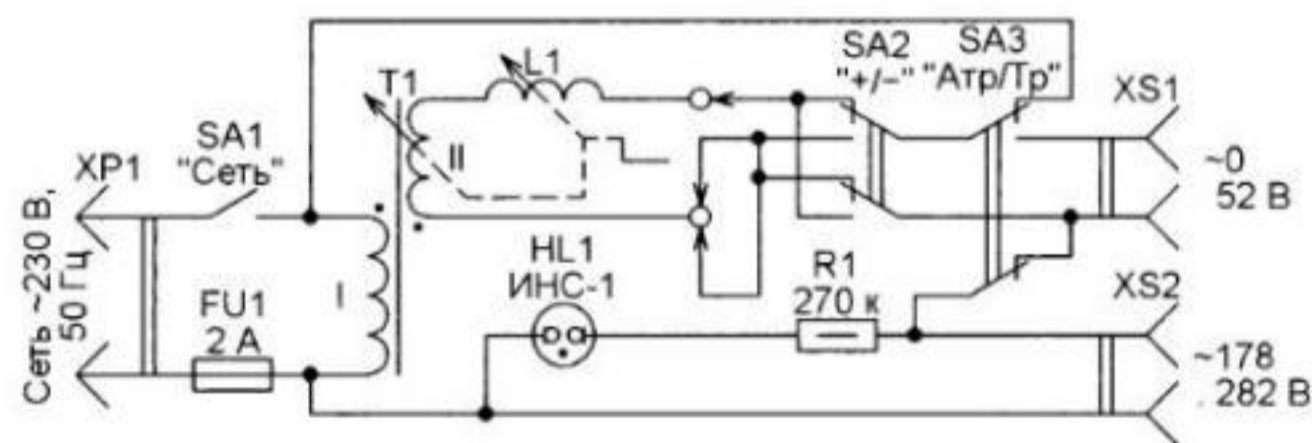 Сеть ~230 В,
50 Гц
XP1
SA1
"Сеть"
FU1
2 А
T1
I
II
L1
HL1
ИНС-1
R1
270 к
SA2
"+/–"
SA3
"Атр/Тр"
XS1
~0
52 В
XS2
~178
. 282 В